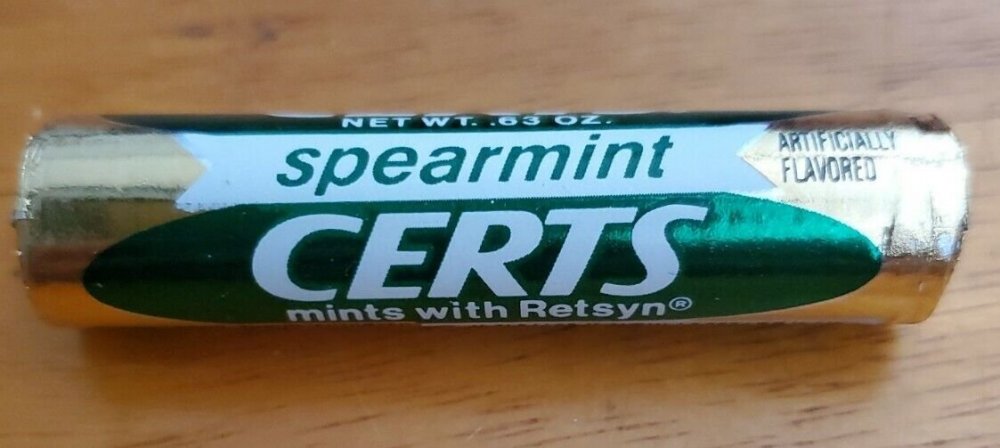 NET WT. .63 OZ.
spearmint
ARTIFICIALLY
FLAVORED
CERTS
mints with Retsyn®